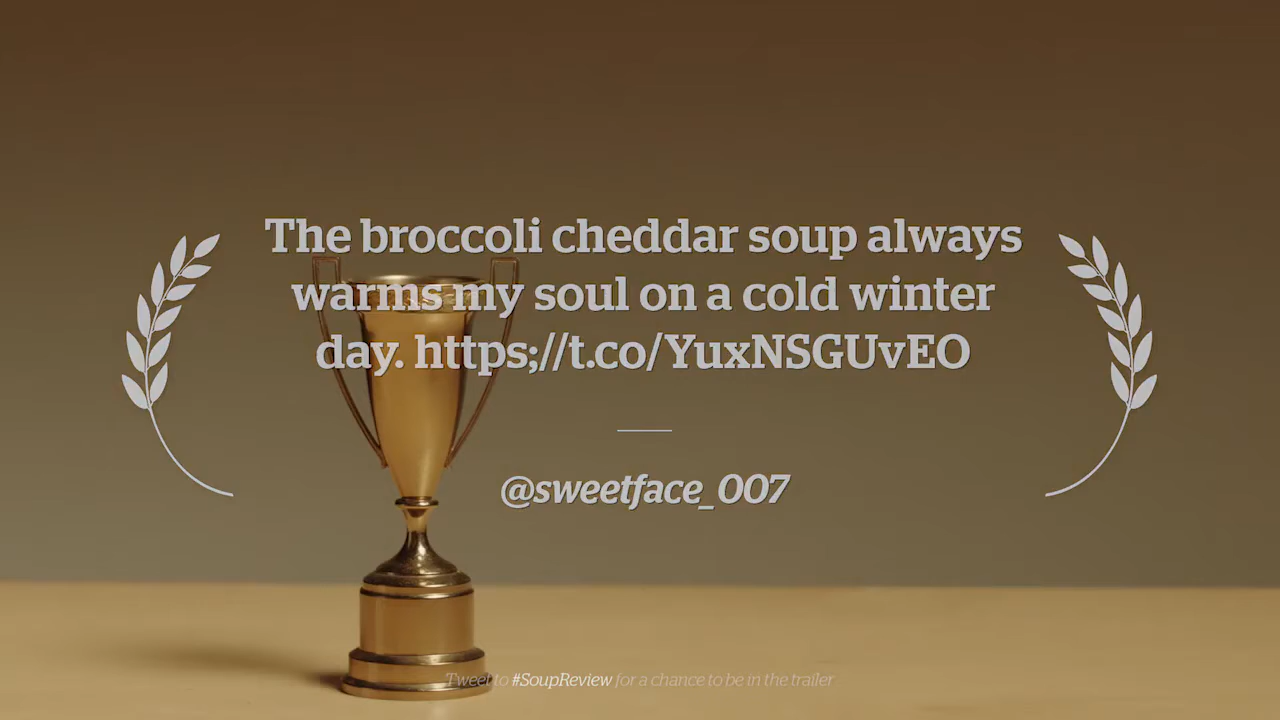 The broccoli cheddar soup always
warms my soul on a cold winter
day. https;//t.co/YuxNSGUvEO
@sweetface_007
Tweet to #SoupReview for a chance to be in the trailer